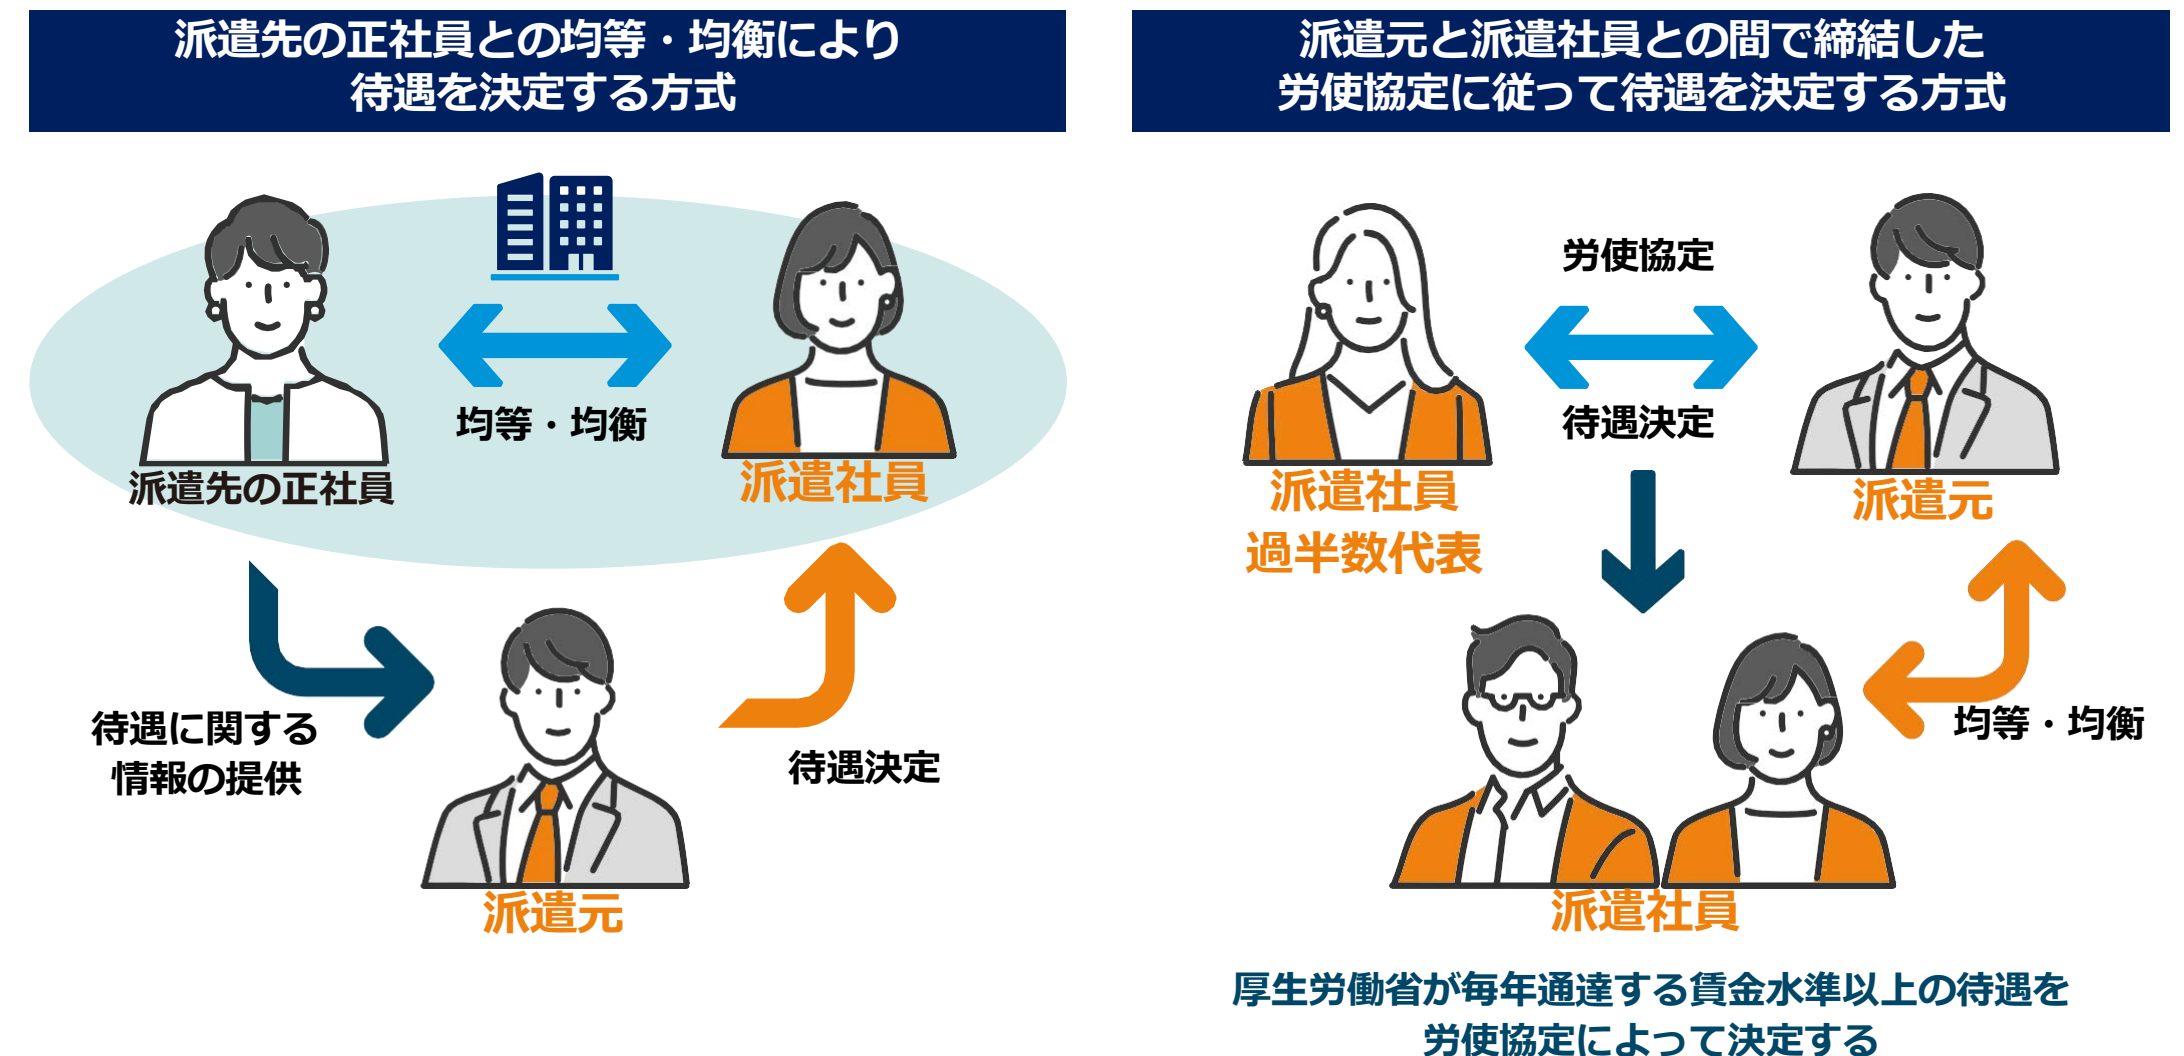 派遣先の正社員との均等・均衡により
待遇を決定する方式
均等・均衡
派遣先の正社員
派遣社員
待遇に関する
情報の提供
待遇決定
派遣元
派遣元と派遣社員との間で締結した
労使協定に従って待遇を決定する方式
労使協定
待遇決定
派遣社員
過半数代表
派遣元
均等・均衡
派遣社員
厚生労働省が毎年通達する賃金水準以上の待遇を
労使協定によって決定する